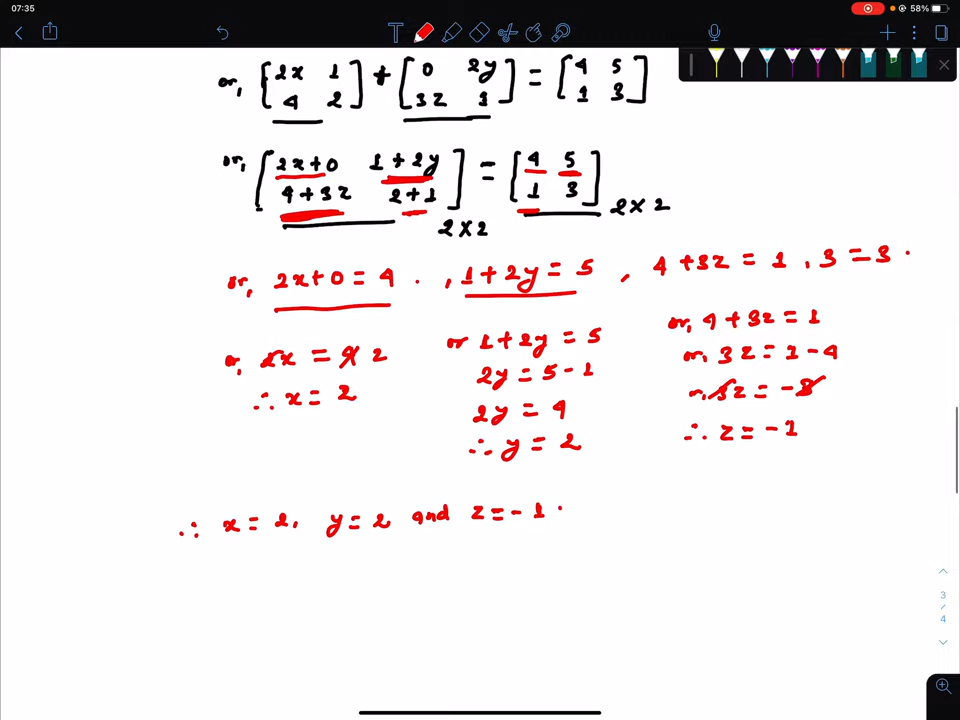 07:35 58%
or, [2x 1 + [0 2y = [4 5
4 2] 3z 1] 1 3]
or, [2x+0 1+2y = [4 5
4+3z 2+1] 1 3] 2×2
2×2
or, 2x+0=4 . , 1+2y=5 , 4+3z=1 , 3=3 .
or 1+2y=5 or, 4+3z=1
or, 2x=4 2 2y=5-1 or, 3z=1-4
∴ x=2 2y=4 or, 3z=-3
∴ y=2 ∴ z=-1
∴ x=2, y=2 and z=-1 .
3
/
4